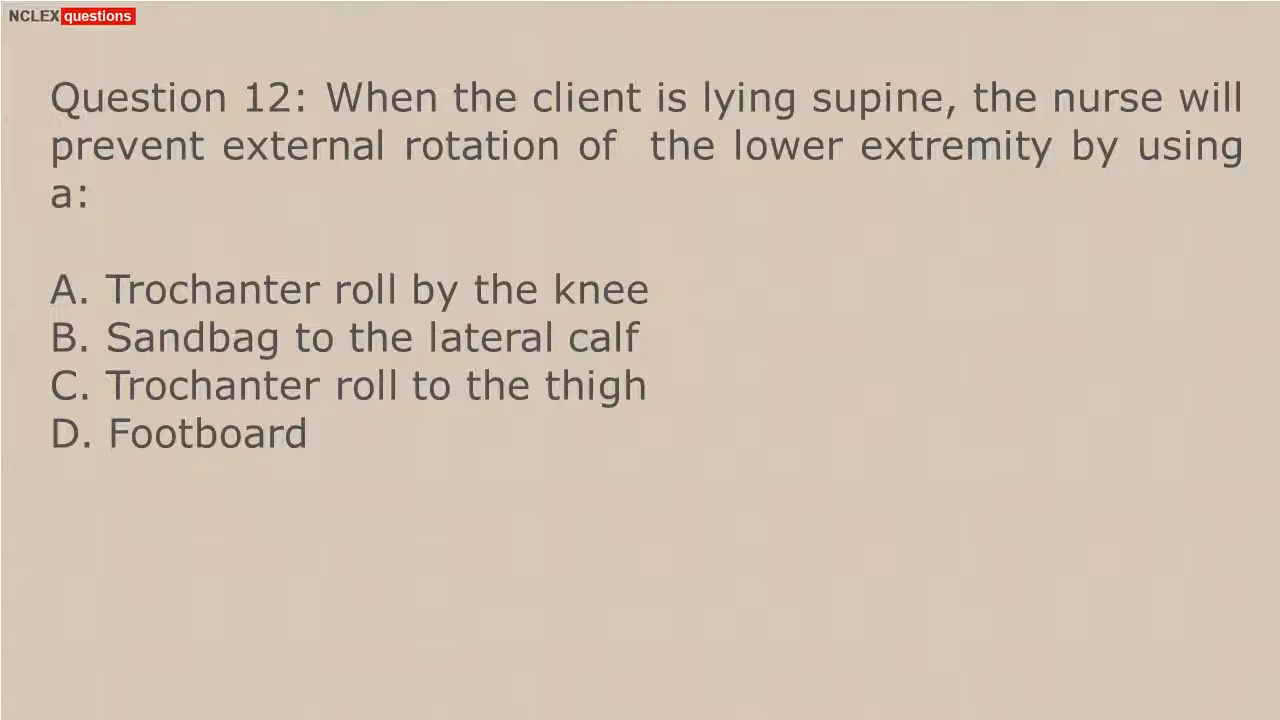 NCLEX questions
Question 12: When the client is lying supine, the nurse will
prevent external rotation of the lower extremity by using
a:
A. Trochanter roll by the knee
B. Sandbag to the lateral calf
C. Trochanter roll to the thigh
D. Footboard